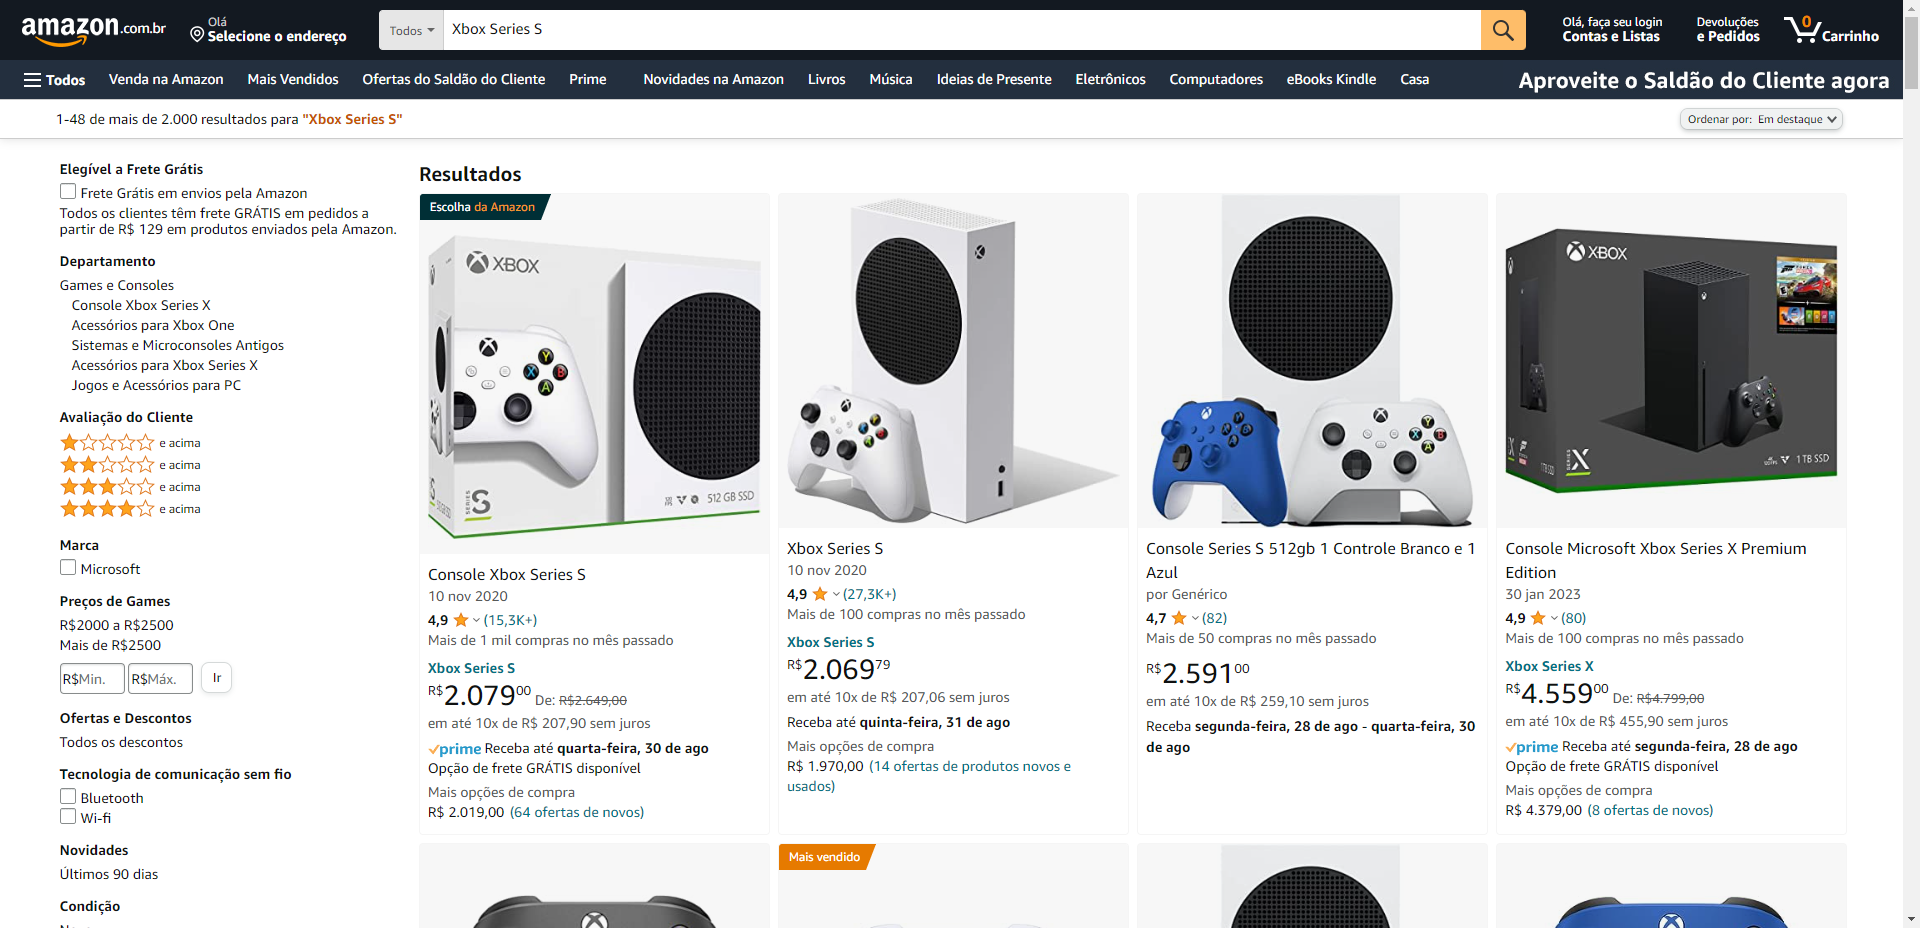 amazon.com.br
Olá
Selecione o endereço
Todos
Xbox Series S
Olá, faça seu login
Contas e Listas
Devoluções
e Pedidos
0
Carrinho
Todos
Venda na Amazon
Mais Vendidos
Ofertas do Saldão do Cliente
Prime
Novidades na Amazon
Livros
Música
Ideias de Presente
Eletrônicos
Computadores
eBooks Kindle
Casa
Aproveite o Saldão do Cliente agora
1-48 de mais de 2.000 resultados para "Xbox Series S"
Ordenar por: Em destaque
Elegível a Frete Grátis
Frete Grátis em envios pela Amazon
Todos os clientes têm frete GRÁTIS em pedidos a
partir de R$ 129 em produtos enviados pela Amazon.
Departamento
Games e Consoles
Console Xbox Series X
Acessórios para Xbox One
Sistemas e Microconsoles Antigos
Acessórios para Xbox Series X
Jogos e Acessórios para PC
Avaliação do Cliente
e acima
e acima
e acima
e acima
Marca
Microsoft
Preços de Games
R$2000 a R$2500
Mais de R$2500
R$Min.
R$Máx.
Ir
Ofertas e Descontos
Todos os descontos
Tecnologia de comunicação sem fio
Bluetooth
Wi-fi
Novidades
Últimos 90 dias
Condição
Resultados
Escolha da Amazon
XBOX
Y
X
B
A
SERIES
S
512 GB SSD
Console Xbox Series S
10 nov 2020
4,9 (15,3K+)
Mais de 1 mil compras no mês passado
Xbox Series S
R$2.07900 De: R$2.649,00
em até 10x de R$ 207,90 sem juros
prime Receba até quarta-feira, 30 de ago
Opção de frete GRÁTIS disponível
Mais opções de compra
R$ 2.019,00 (64 ofertas de novos)
Xbox Series S
10 nov 2020
4,9 (27,3K+)
Mais de 100 compras no mês passado
Xbox Series S
R$2.06979
em até 10x de R$ 207,06 sem juros
Receba até quinta-feira, 31 de ago
Mais opções de compra
R$ 1.970,00 (14 ofertas de produtos novos e
usados)
Console Series S 512gb 1 Controle Branco e 1
Azul
por Genérico
4,7 (82)
Mais de 50 compras no mês passado
R$2.59100
em até 10x de R$ 259,10 sem juros
Receba segunda-feira, 28 de ago - quarta-feira, 30
de ago
XBOX
SERIES
X
1 TB SSD
Console Microsoft Xbox Series X Premium
Edition
30 jan 2023
4,9 (80)
Mais de 100 compras no mês passado
Xbox Series X
R$4.55900 De: R$4.799,00
em até 10x de R$ 455,90 sem juros
prime Receba até segunda-feira, 28 de ago
Opção de frete GRÁTIS disponível
Mais opções de compra
R$ 4.379,00 (8 ofertas de novos)
Mais vendido